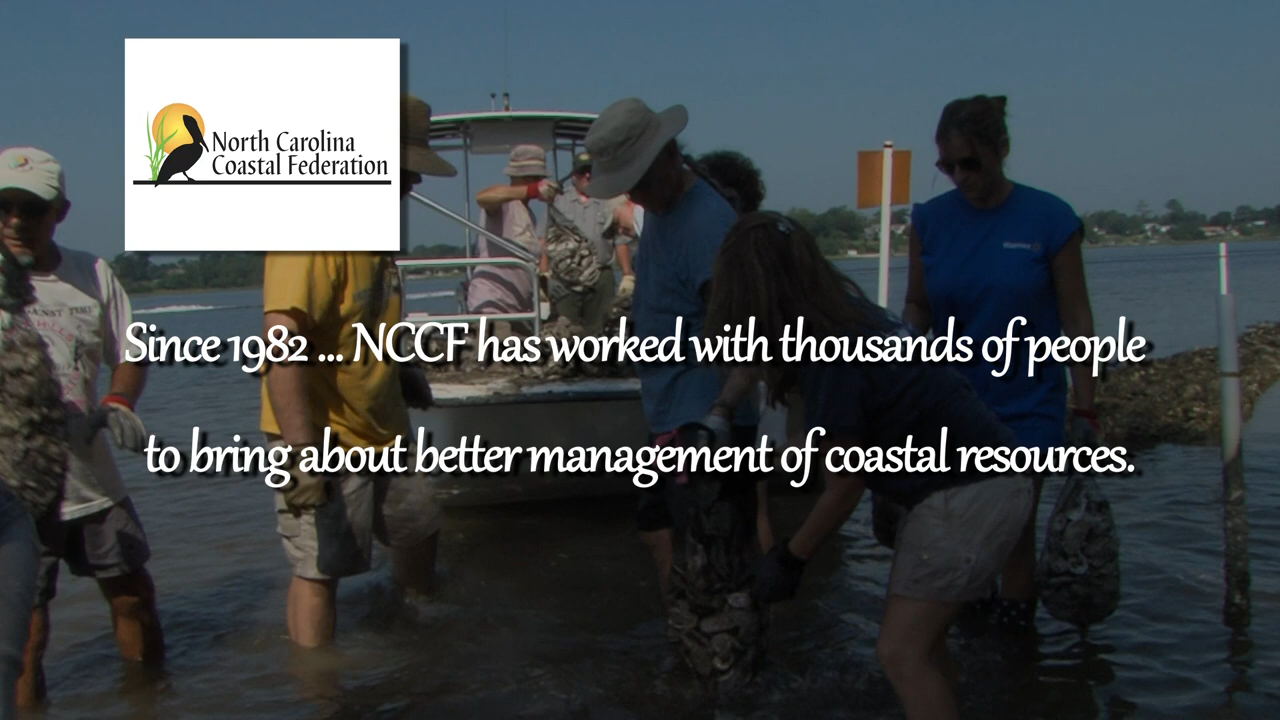 North Carolina
Coastal Federation
Since 1982 ... NCCF has worked with thousands of people
to bring about better management of coastal resources.